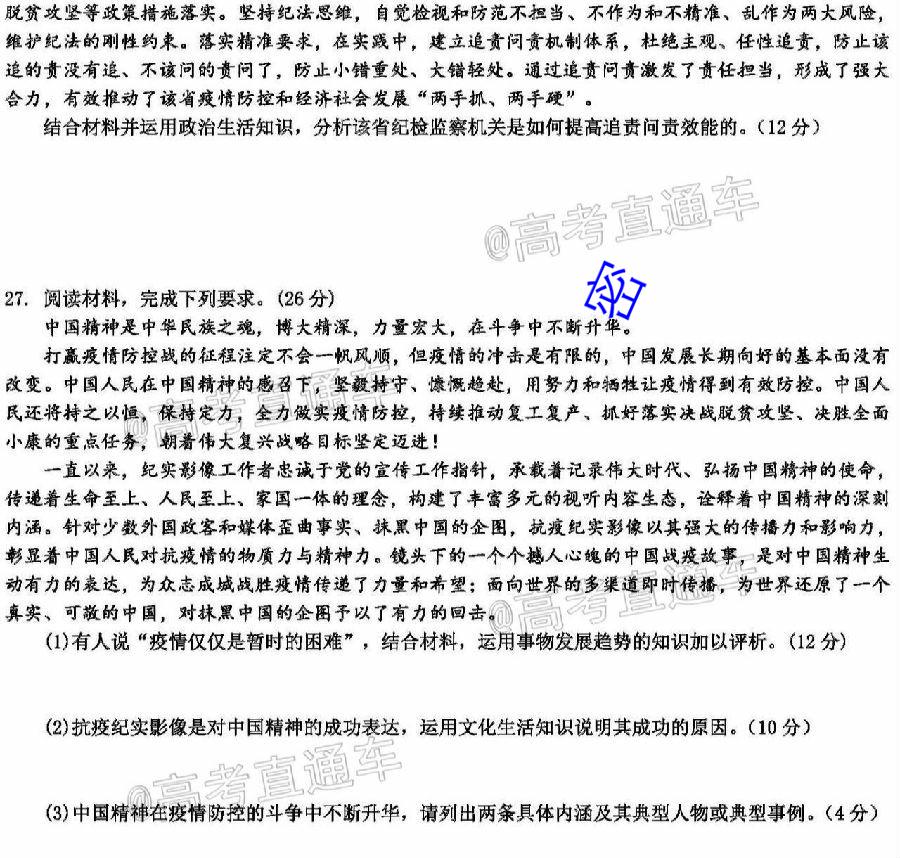 脱贫攻坚等政策措施落实。坚持纪法思维，自觉检视和防范不担当、不作为和不精准、乱作为两大风险，
维护纪法的刚性约束。落实精准要求，在实践中，建立追责问责机制体系，杜绝主观、任性追责，防止该
追的责没有追、不该问的责问了，防止小错重处、大错轻处。通过追责问责激发了责任担当，形成了强大
合力，有效推动了该省疫情防控和经济社会发展“两手抓、两手硬”。
结合材料并运用政治生活知识，分析该省纪检监察机关是如何提高追责问责效能的。（12分）
@高考直通车
密
27. 阅读材料，完成下列要求。(26分)
中国精神是中华民族之魂，博大精深，力量宏大，在斗争中不断升华。
打赢疫情防控战的征程注定不会一帆风顺，但疫情的冲击是有限的，中国发展长期向好的基本面没有
改变。中国人民在中国精神的感召下，坚毅持守、慷慨趋赴，用努力和牺牲让疫情得到有效防控。中国人
民还将持之以恒、保持定力，全力做实疫情防控，持续推动复工复产、抓好落实决战脱贫攻坚、决胜全面
小康的重点任务，朝着伟大复兴战略目标坚定迈进！
@高考直通车
一直以来，纪实影像工作者忠诚于党的宣传工作指针，承载着记录伟大时代、弘扬中国精神的使命，
传递着生命至上、人民至上、家国一体的理念，构建了丰富多元的视听内容生态，诠释着中国精神的深刻
内涵。针对少数外国政客和媒体歪曲事实、抹黑中国的企图，抗疫纪实影像以其强大的传播力和影响力，
彰显着中国人民对抗疫情的物质力与精神力。镜头下的一个个撼人心魄的中国战疫故事，是对中国精神生
动有力的表达，为众志成城战胜疫情传递了力量和希望；面向世界的多渠道即时传播，为世界还原了一个
真实、可敬的中国，对抹黑中国的企图予以了有力的回击。
@高考直通车
(1)有人说“疫情仅仅是暂时的困难”，结合材料，运用事物发展趋势的知识加以评析。(12分)
(2)抗疫纪实影像是对中国精神的成功表达，运用文化生活知识说明其成功的原因。(10分)
@高考直通车
(3)中国精神在疫情防控的斗争中不断升华，请列出两条具体内涵及其典型人物或典型事例。(4分)